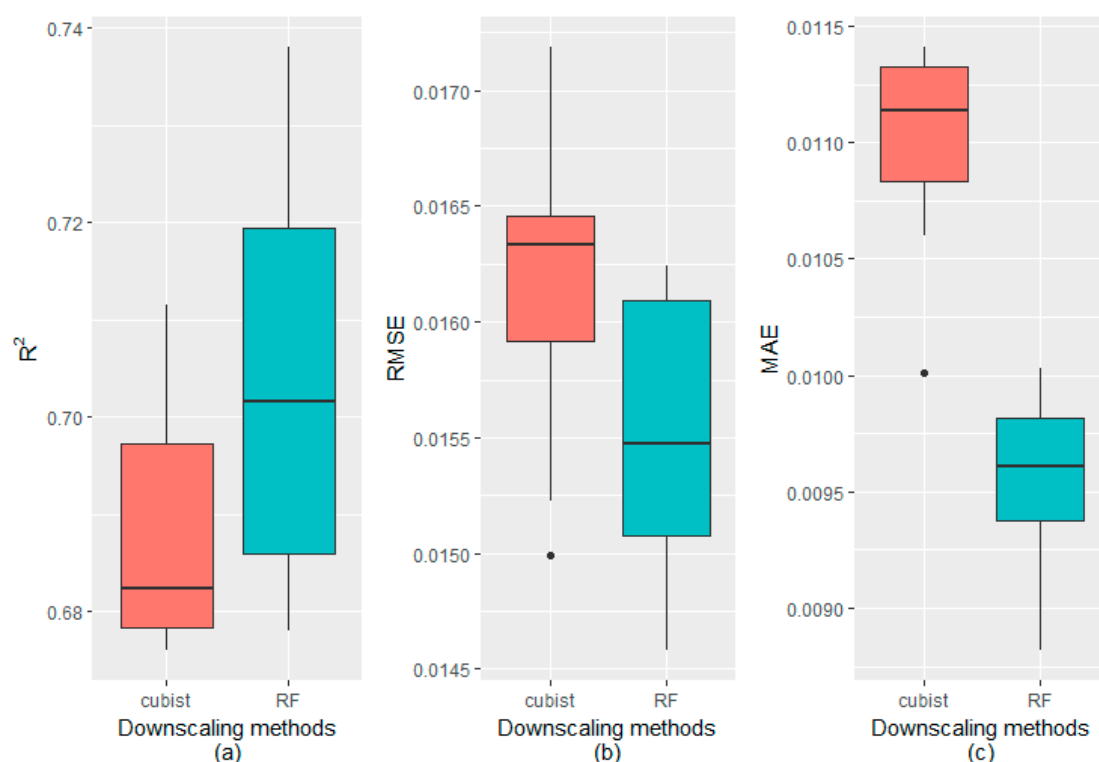 R2
0.74
0.72
0.70
0.68
cubist
RF
Downscaling methods
(a)
RMSE
0.0170
0.0165
0.0160
0.0155
0.0150
0.0145
cubist
RF
Downscaling methods
(b)
MAE
0.0115
0.0110
0.0105
0.0100
0.0095
0.0090
cubist
RF
Downscaling methods
(c)